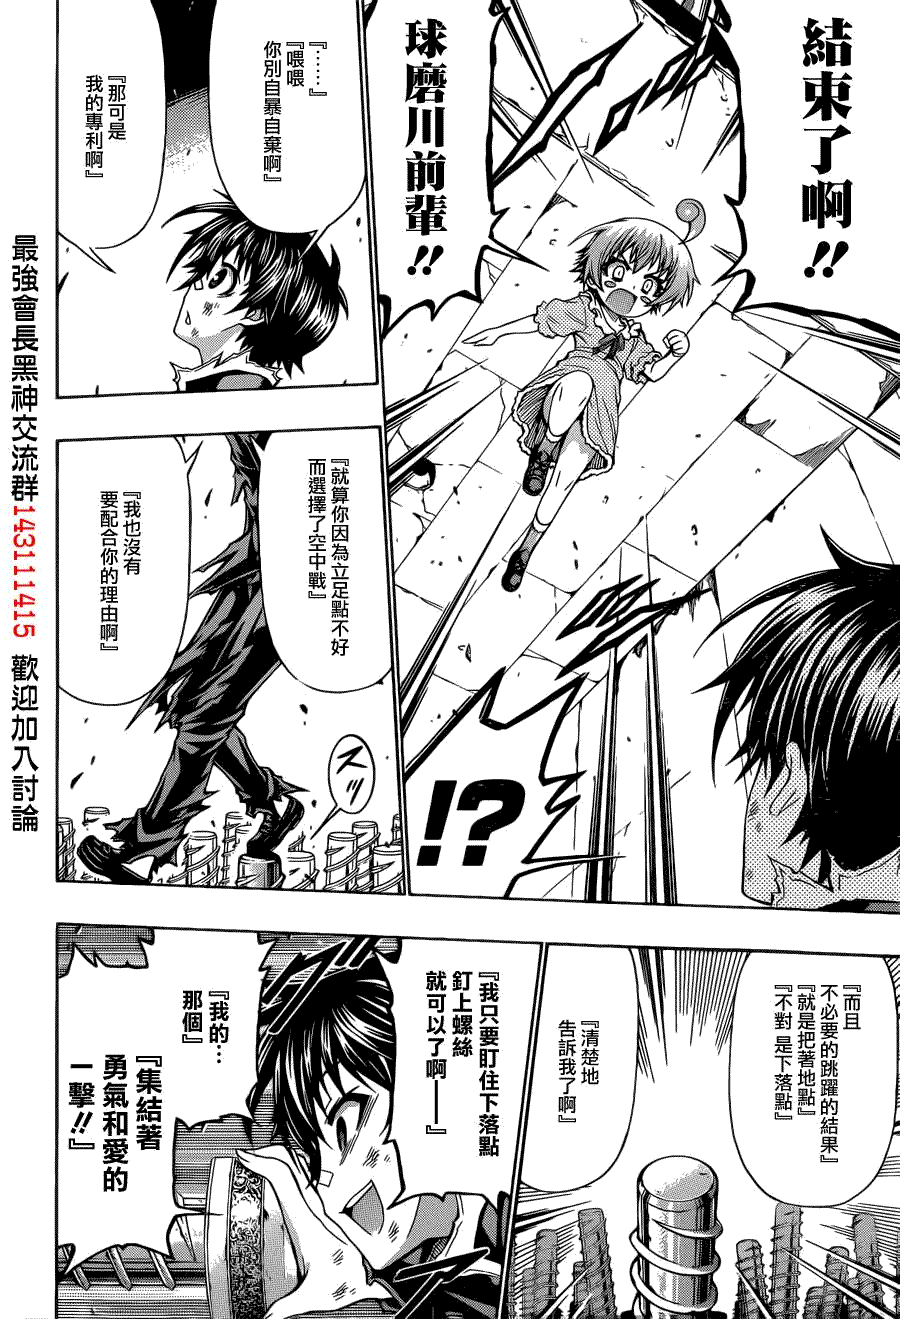 結束了啊!!
球磨川前輩!!
『……』
『喂喂
你別自暴自棄啊』
『那可是
我的專利啊』
!?
『就算你因為立足點不好
而選擇了空中戰』
『我也沒有
要配合你的理由啊』
スッ
『而且
不必要的跳躍的結果』
『就是把著地點』
『不對 是下落點』
『清楚地
告訴我了啊』
『我只要盯住下落點
釘上螺絲
就可以了啊——』
『我的…
那個』
『集結著
勇氣和愛的
一擊!!』
最強會長黑神交流群143111415 歡迎加入討論